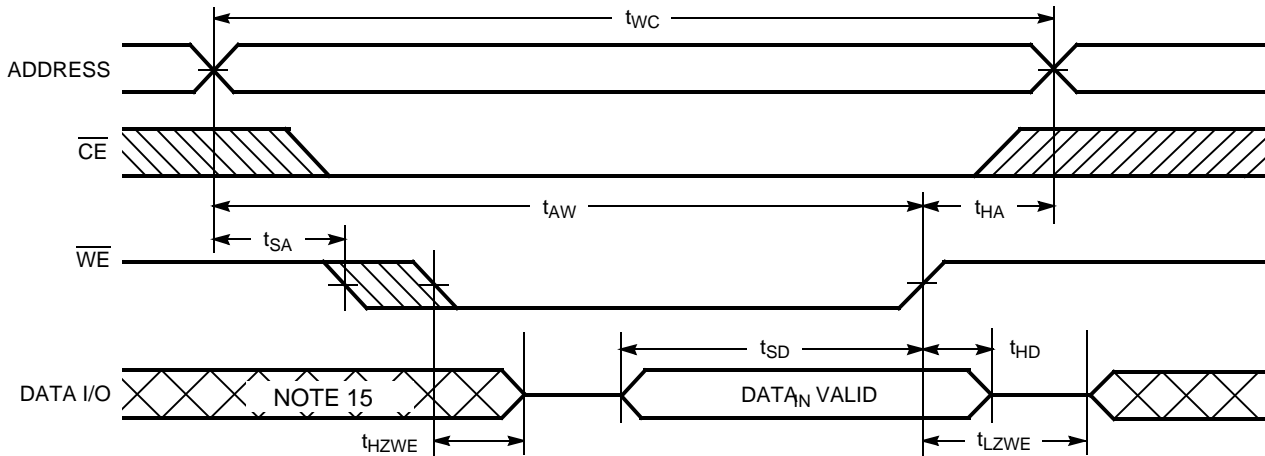 tWC
ADDRESS
CE
tAW
tHA
tSA
WE
tSD
tHD
DATA I/O
NOTE 15
DATAIN VALID
tHZWE
tLZWE